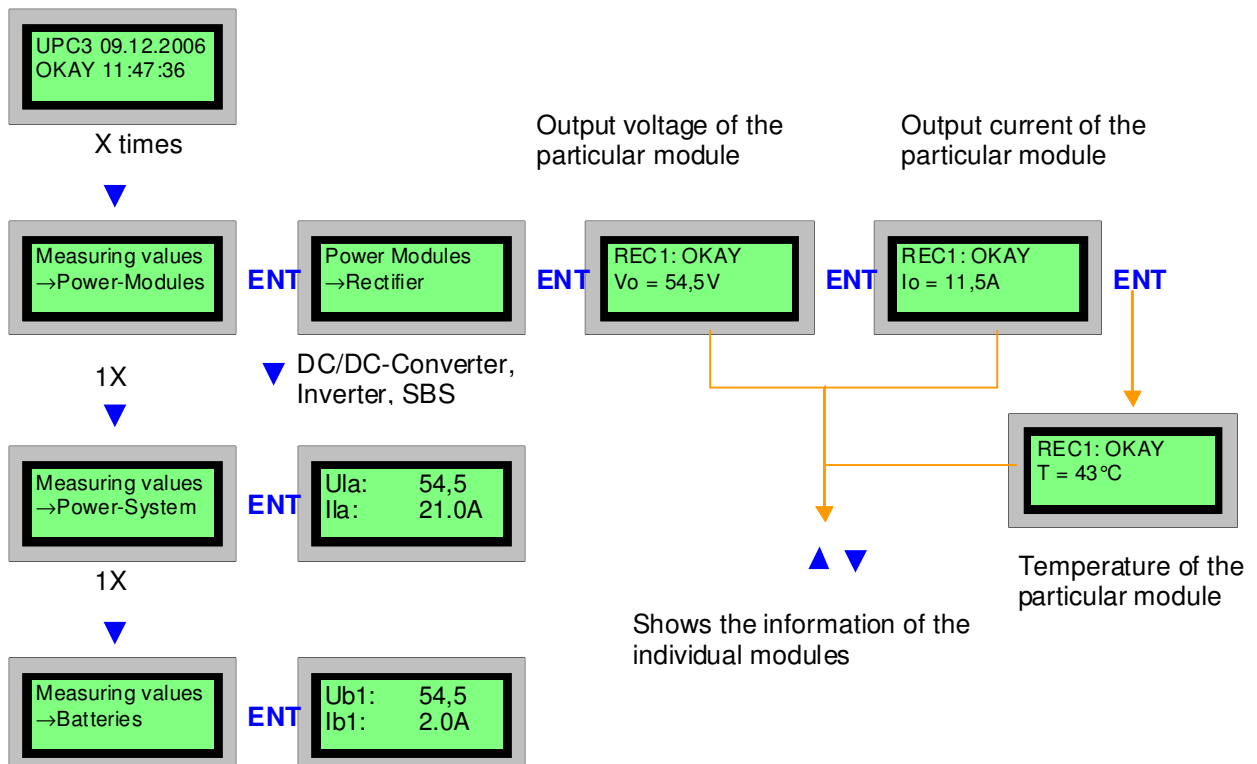 UPC3 09.12.2006
OKAY 11:47:36
X times
Output voltage of the
particular module
Output current of the
particular module
Measuring values
→Power-Modules
ENT
Power Modules
→Rectifier
ENT
REC1: OKAY
Vo = 54,5V
ENT
REC1: OKAY
Io = 11,5A
ENT
1X
DC/DC-Converter,
Inverter, SBS
Measuring values
→Power-System
ENT
Ula: 54,5
Ila: 21.0A
REC1: OKAY
T = 43°C
1X
Temperature of the
particular module
Shows the information of the
individual modules
Measuring values
→Batteries
ENT
Ub1: 54,5
Ib1: 2.0A